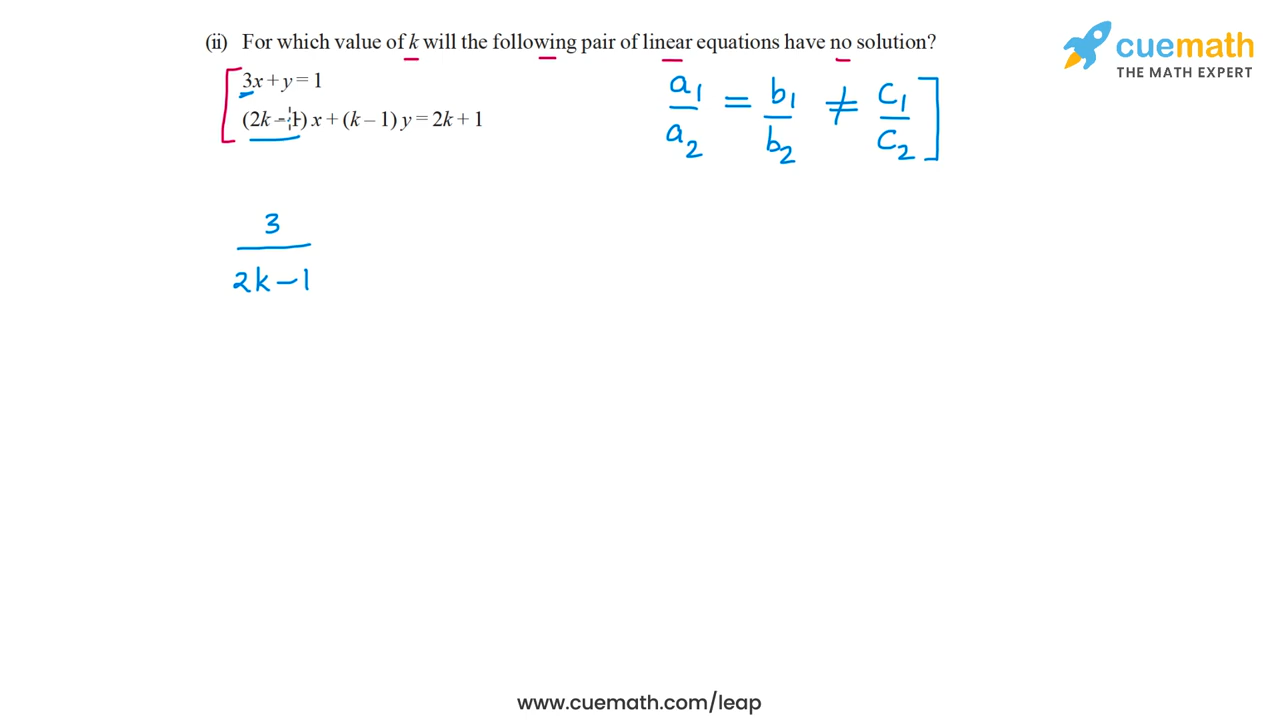 (ii) For which value of k will the following pair of linear equations have no solution?
3x + y = 1
(2k – 1) x + (k – 1) y = 2k + 1
a₁/a₂ = b₁/b₂ ≠ c₁/c₂
cuemath
THE MATH EXPERT
3
2k – 1
www.cuemath.com/leap